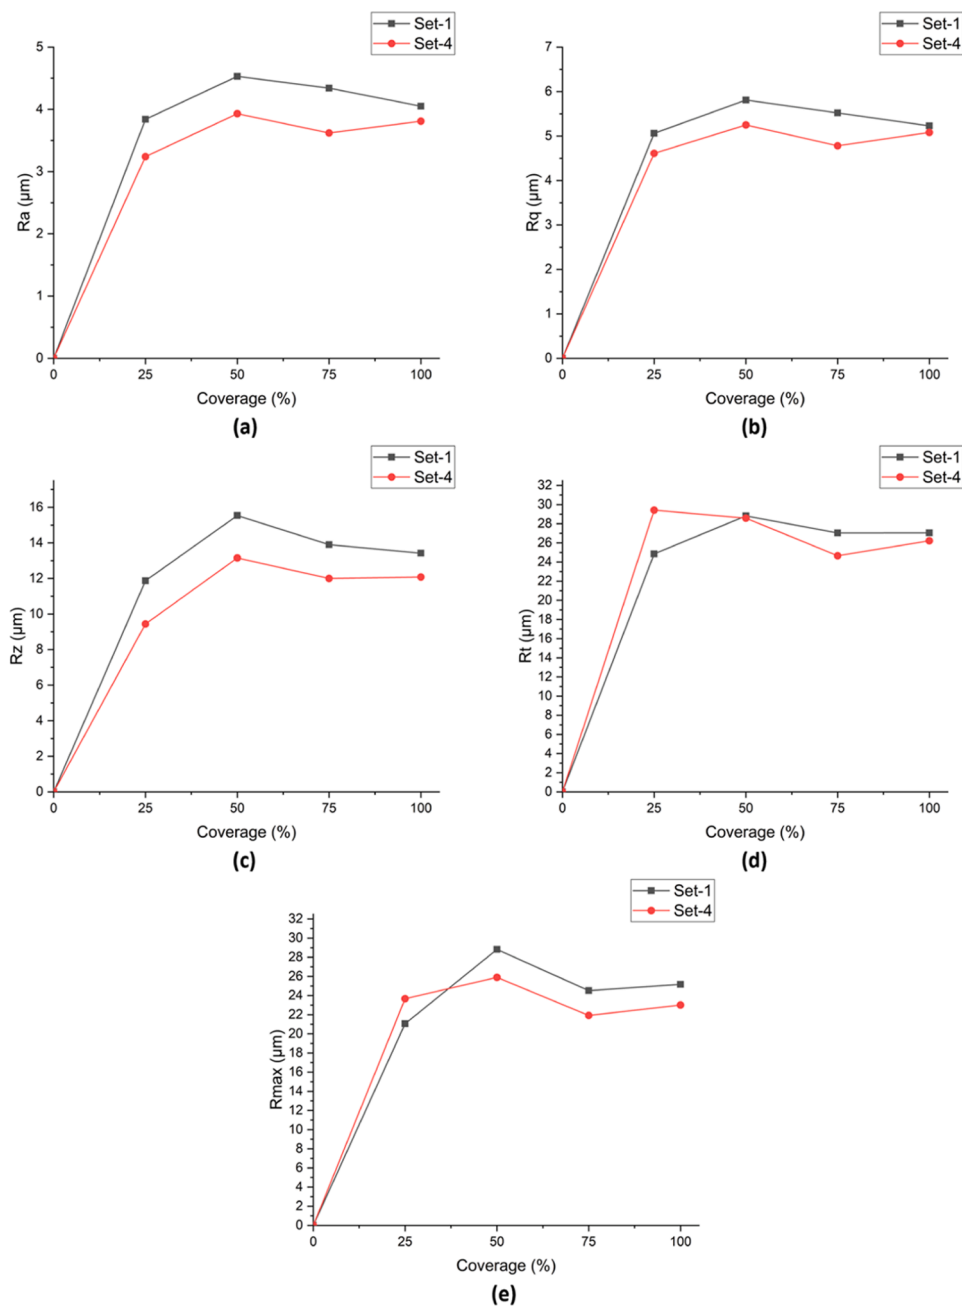 Set-1
Set-4
5
4
3
2
1
0
Ra (μm)
0 25 50 75 100
Coverage (%)
(a)
Set-1
Set-4
7
6
5
4
3
2
1
0
Rq (μm)
0 25 50 75 100
Coverage (%)
(b)
Set-1
Set-4
16
14
12
10
8
6
4
2
0
Rz (μm)
0 25 50 75 100
Coverage (%)
(c)
Set-1
Set-4
32
30
28
26
24
22
20
18
16
14
12
10
8
6
4
2
0
Rt (μm)
0 25 50 75 100
Coverage (%)
(d)
Set-1
Set-4
32
30
28
26
24
22
20
18
16
14
12
10
8
6
4
2
0
Rmax (μm)
0 25 50 75 100
Coverage (%)
(e)